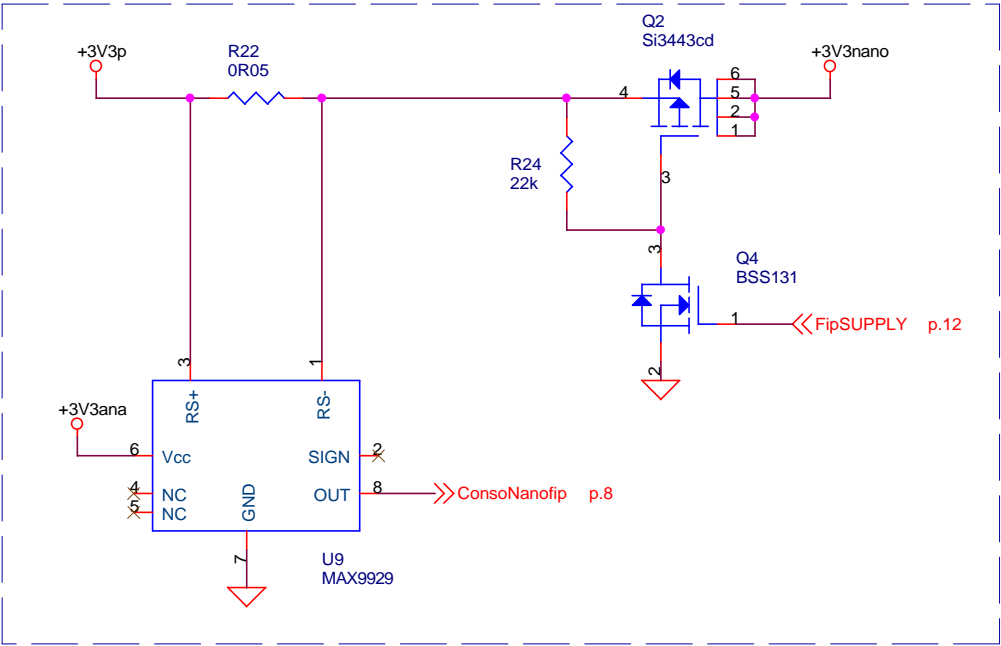 Q2
Si3443cd
+3V3p
R22
0R05
+3V3nano
4
6
5
2
1
R24
22k
3
3
Q4
BSS131
1
FipSUPPLY p.12
2
3
1
+3V3ana
RS+
RS-
6
Vcc
SIGN
2
4
NC
GND
OUT
8
ConsoNanofip p.8
5
NC
7
U9
MAX9929